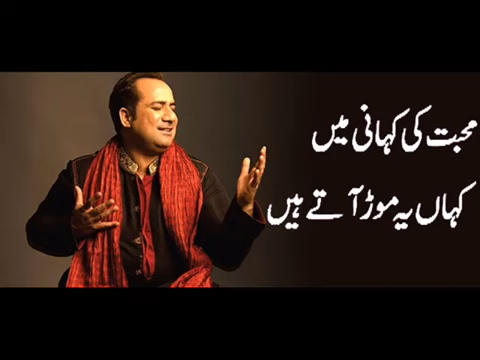 محبت کی کہانی میں
کہاں یہ موڑ آتے ہیں